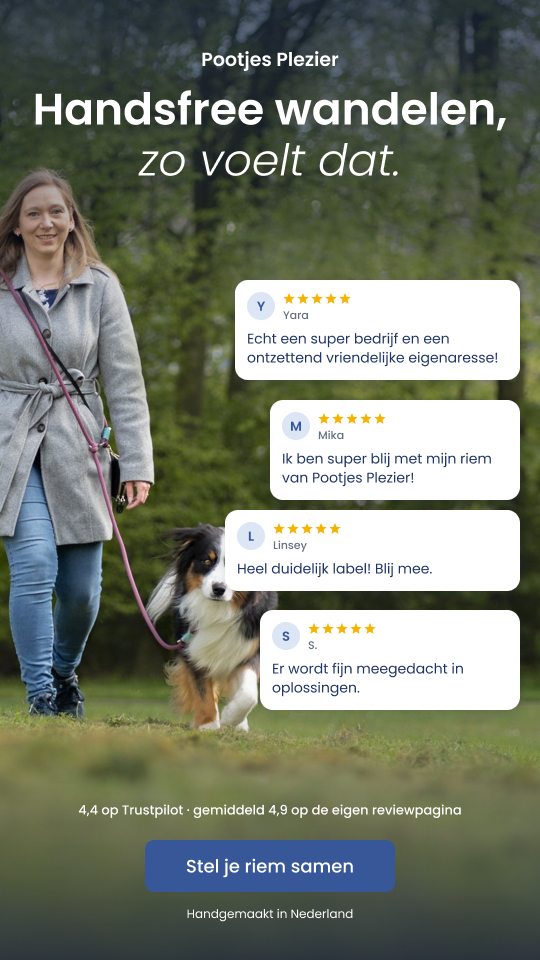 Pootjes Plezier
Handsfree wandelen,
zo voelt dat.
Y
Yara
Echt een super bedrijf en een
ontzettend vriendelijke eigenaresse!
M
Mika
Ik ben super blij met mijn riem
van Pootjes Plezier!
L
Linsey
Heel duidelijk label! Blij mee.
S
S.
Er wordt fijn meegedacht in
oplossingen.
4,4 op Trustpilot · gemiddeld 4,9 op de eigen reviewpagina
Stel je riem samen
Handgemaakt in Nederland